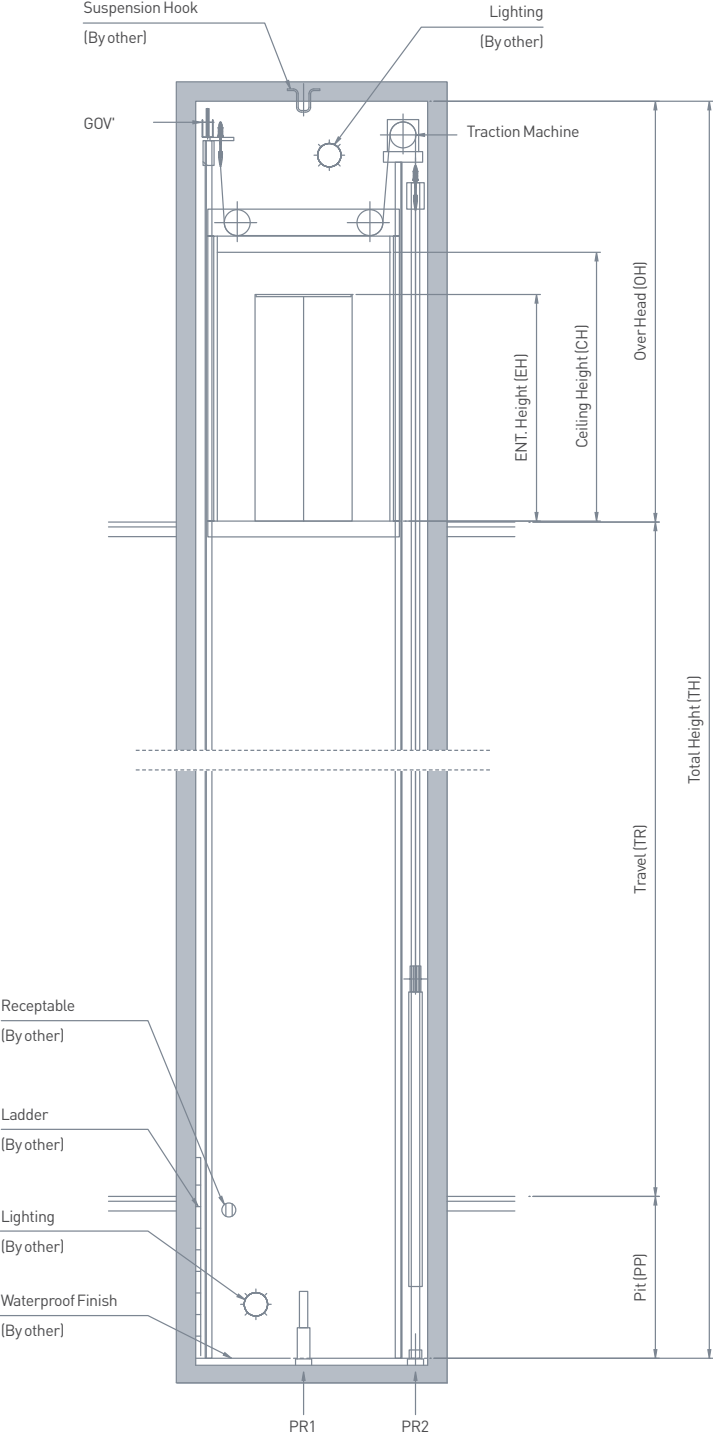 Suspension Hook
(By other)
Lighting
(By other)
GOV'
Traction Machine
Over Head (OH)
Ceiling Height (CH)
ENT. Height (EH)
Total Height (TH)
Travel (TR)
Receptable
(By other)
Ladder
(By other)
Lighting
(By other)
Pit (PP)
Waterproof Finish
(By other)
PR1
PR2